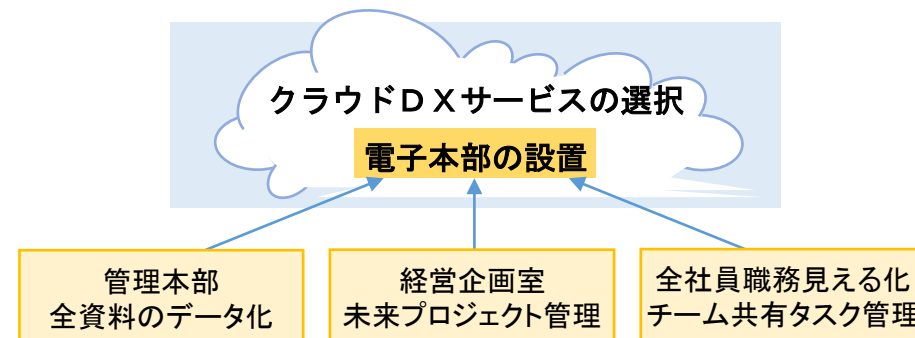 クラウドＤＸサービスの選択
電子本部の設置
管理本部
全資料のデータ化
経営企画室
未来プロジェクト管理
全社員職務見える化
チーム共有タスク管理